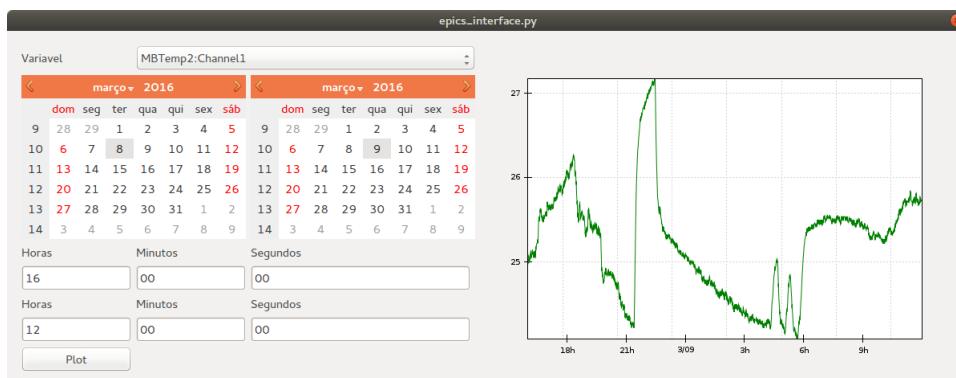 epics_interface.py
Variavel MBTemp2:Channel1
março 2016 março 2016
dom seg ter qua qui sex sáb dom seg ter qua qui sex sáb
9 28 29 1 2 3 4 5 9 28 29 1 2 3 4 5
10 6 7 8 9 10 11 12 10 6 7 8 9 10 11 12
11 13 14 15 16 17 18 19 11 13 14 15 16 17 18 19
12 20 21 22 23 24 25 26 12 20 21 22 23 24 25 26
13 27 28 29 30 31 1 2 13 27 28 29 30 31 1 2
14 3 4 5 6 7 8 9 14 3 4 5 6 7 8 9
Horas Minutos Segundos
16 00 00
Horas Minutos Segundos
12 00 00
Plot
27
26
25
18h 21h 3/09 3h 6h 9h